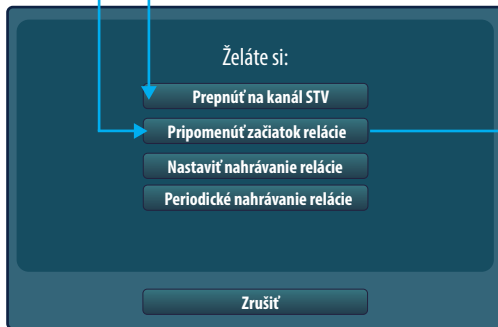 Želáte si:
Prepnúť na kanál STV
Pripomenúť začiatok relácie
Nastaviť nahrávanie relácie
Periodické nahrávanie relácie
Zrušiť